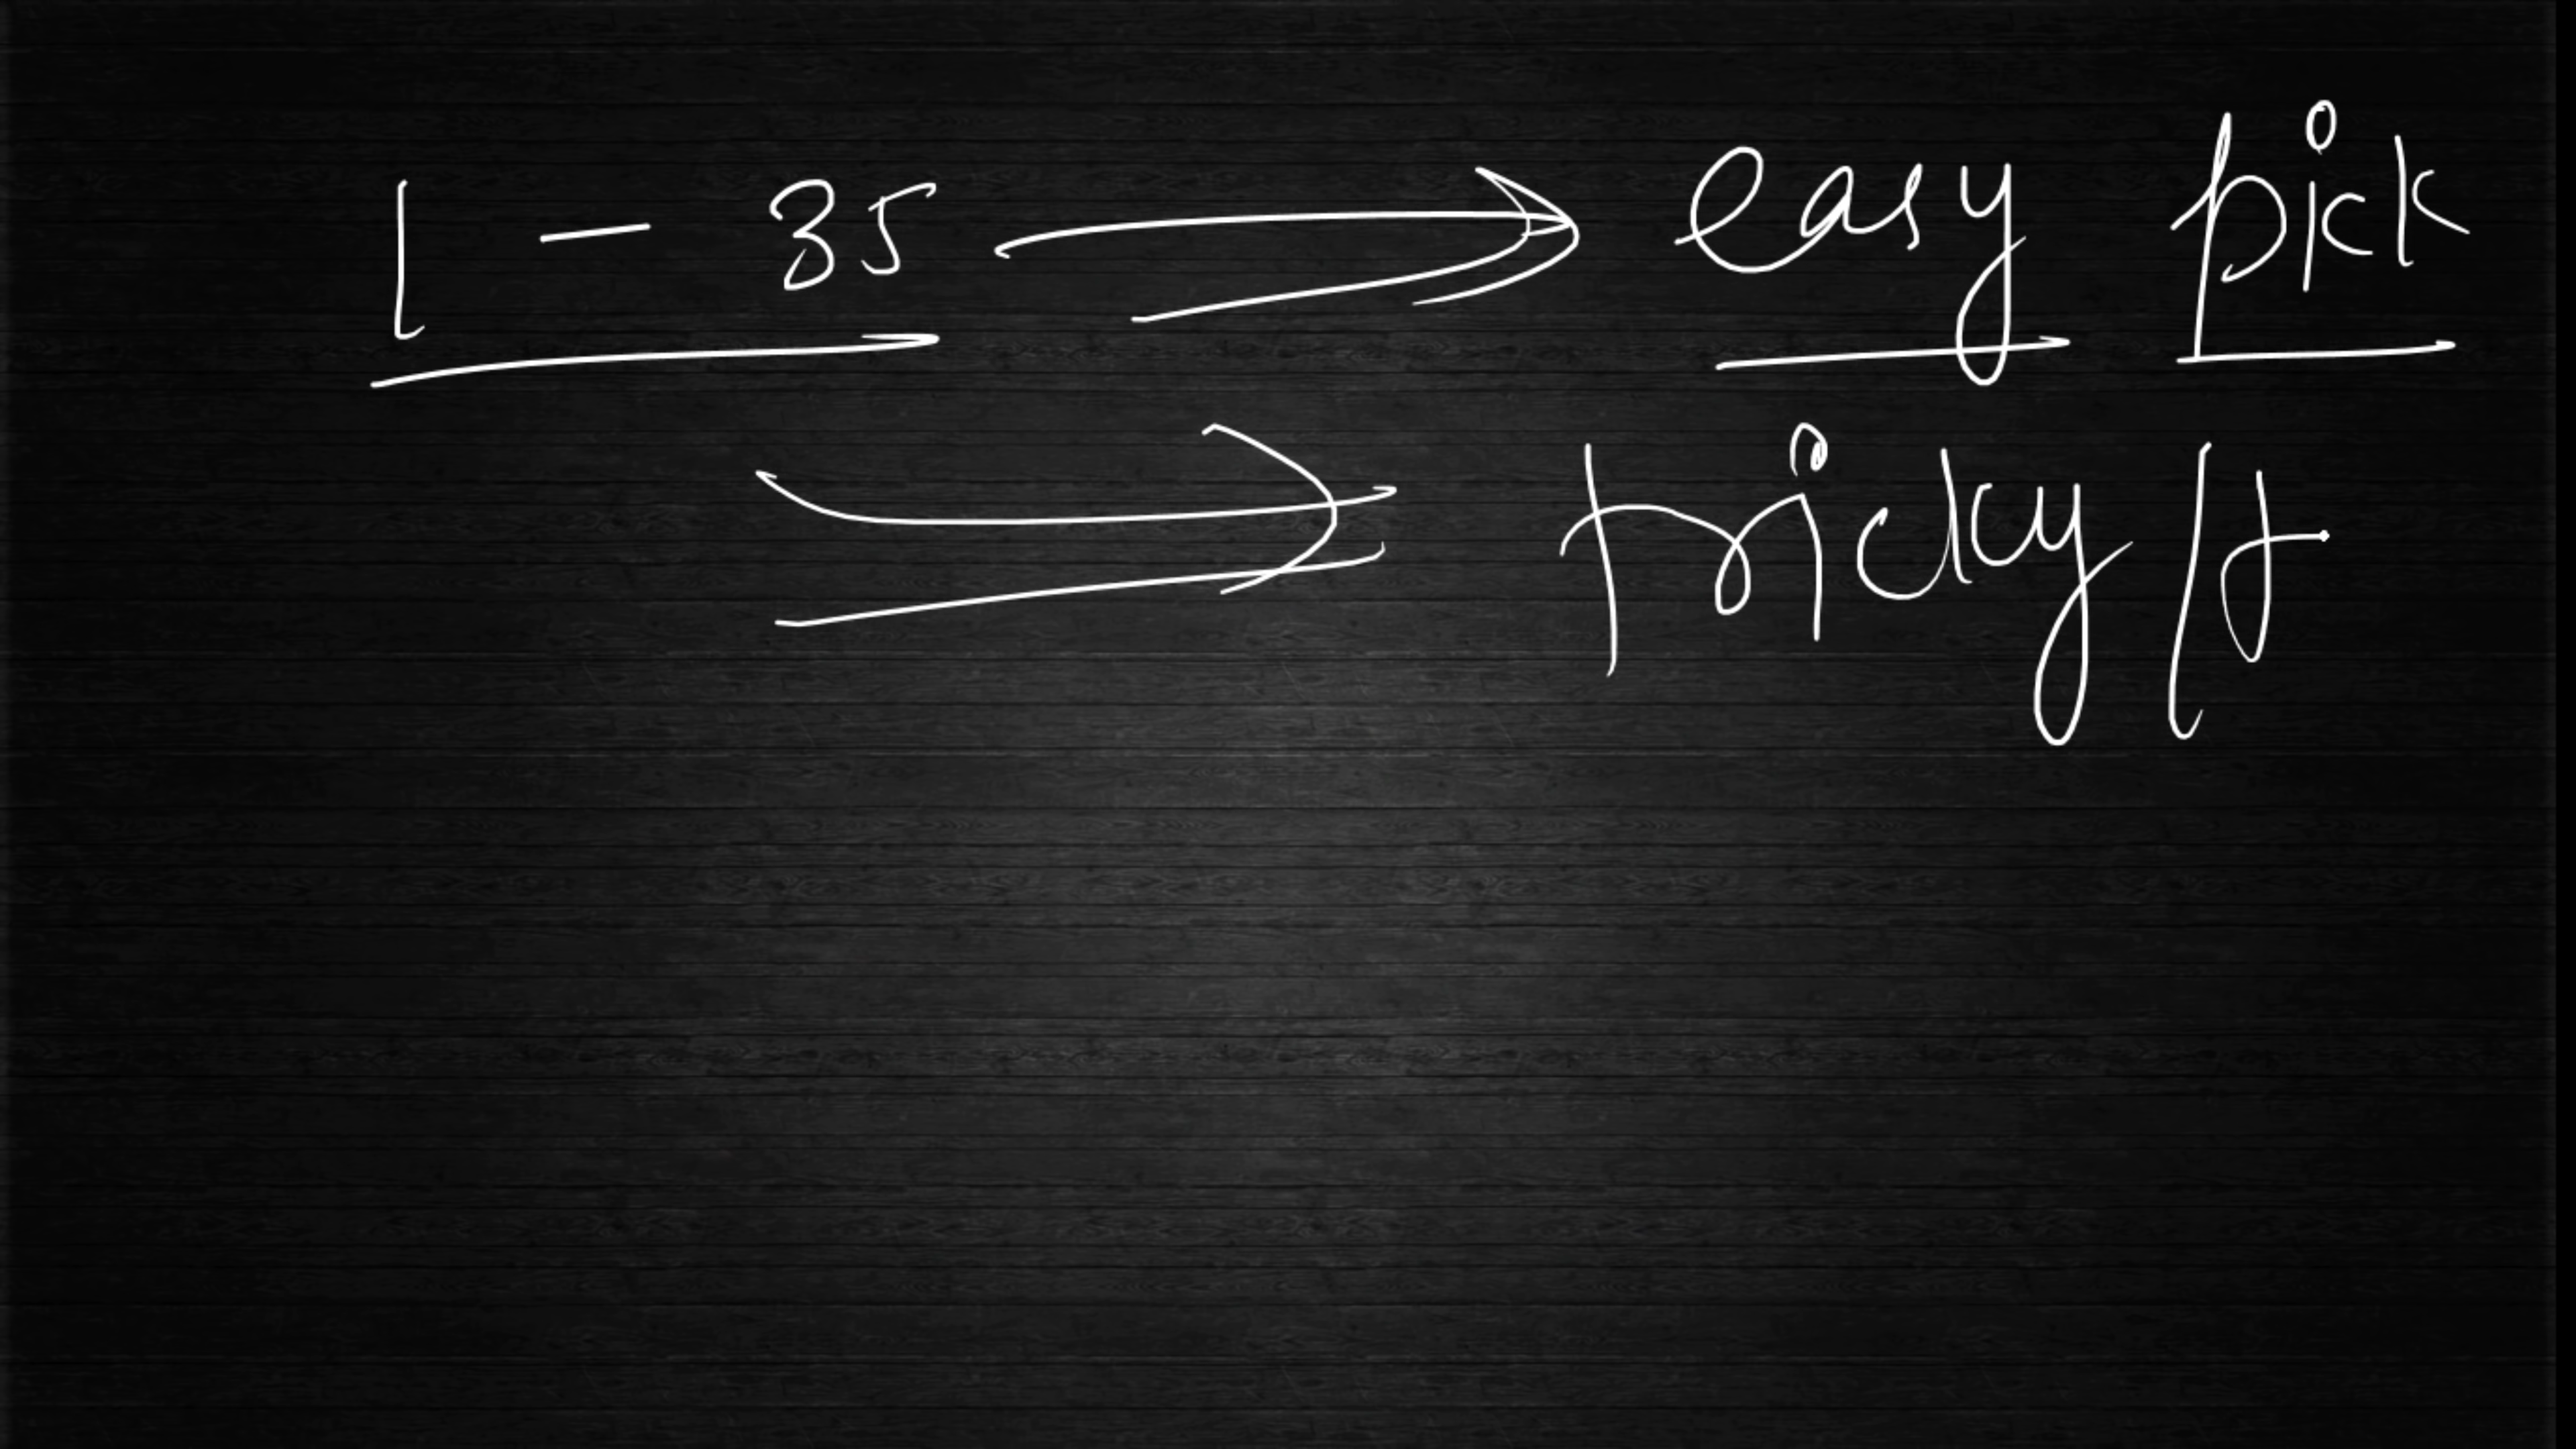 1 - 35 → easy pick
→ tricky /